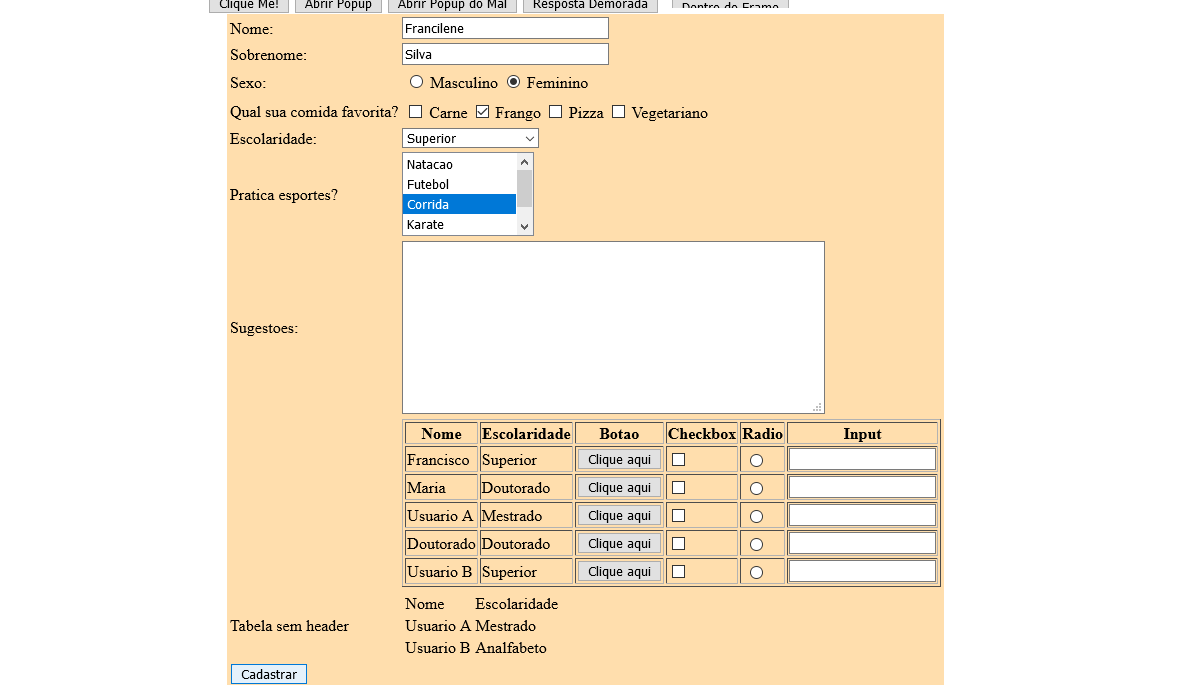 Clique Me! Abrir Popup Abrir Popup do Mal Resposta Demorada Dentro do Frame
Nome: Francilene
Sobrenome: Silva
Sexo: Masculino Feminino
Qual sua comida favorita? Carne Frango Pizza Vegetariano
Escolaridade: Superior
Pratica esportes?
Natacao
Futebol
Corrida
Karate
Sugestoes:
Nome Escolaridade Botao Checkbox Radio Input
Francisco Superior Clique aqui
Maria Doutorado Clique aqui
Usuario A Mestrado Clique aqui
Doutorado Doutorado Clique aqui
Usuario B Superior Clique aqui
Tabela sem header
Nome Escolaridade
Usuario A Mestrado
Usuario B Analfabeto
Cadastrar